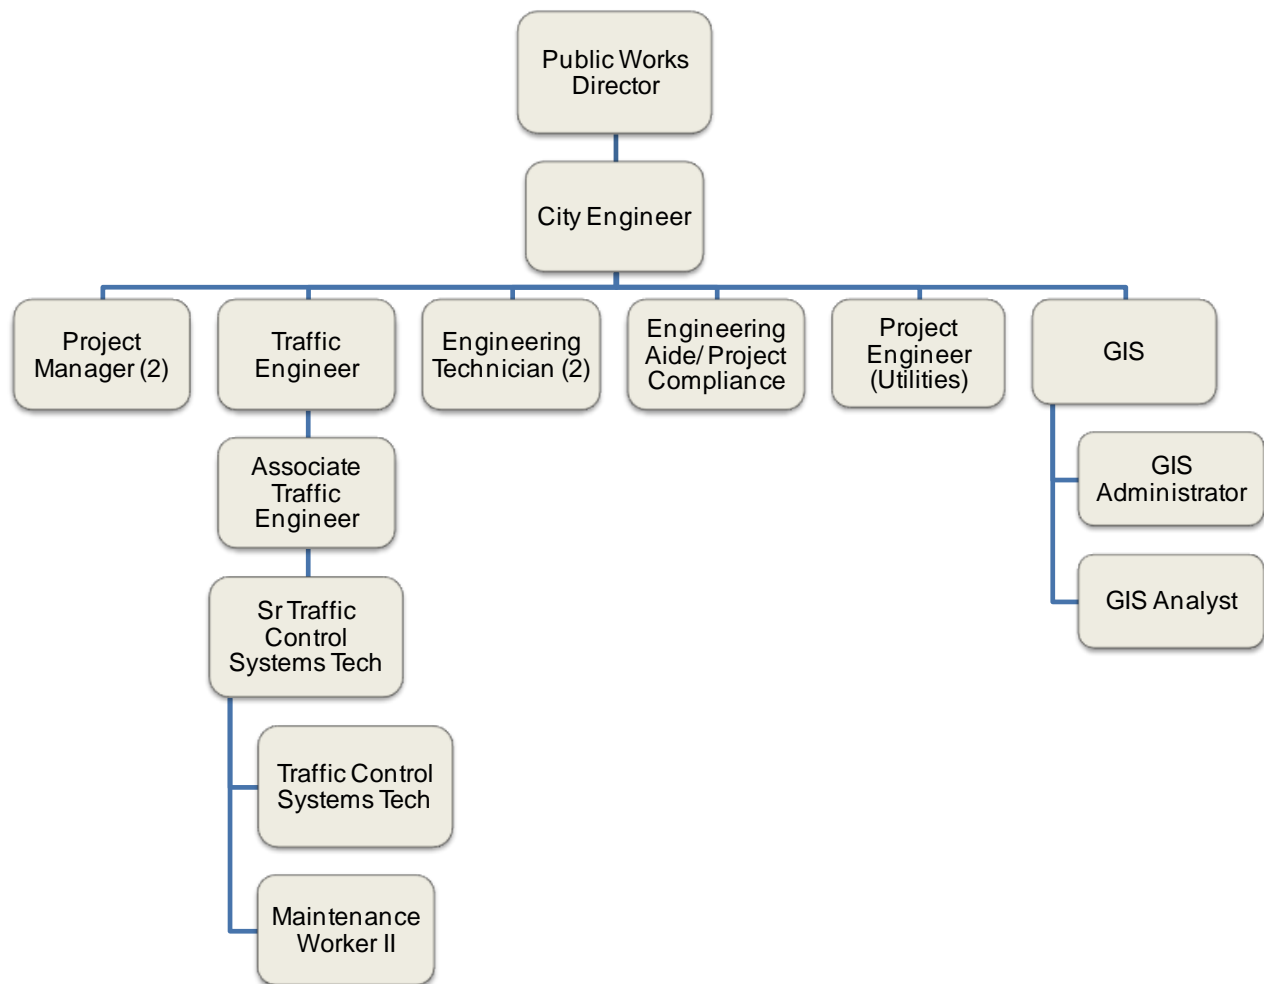 Public Works
Director
City Engineer
Project
Manager (2)
Traffic
Engineer
Engineering
Technician (2)
Engineering
Aide/Project
Compliance
Project
Engineer
(Utilities)
GIS
Associate
Traffic
Engineer
GIS
Administrator
Sr Traffic
Control
Systems Tech
GIS Analyst
Traffic Control
Systems Tech
Maintenance
Worker II